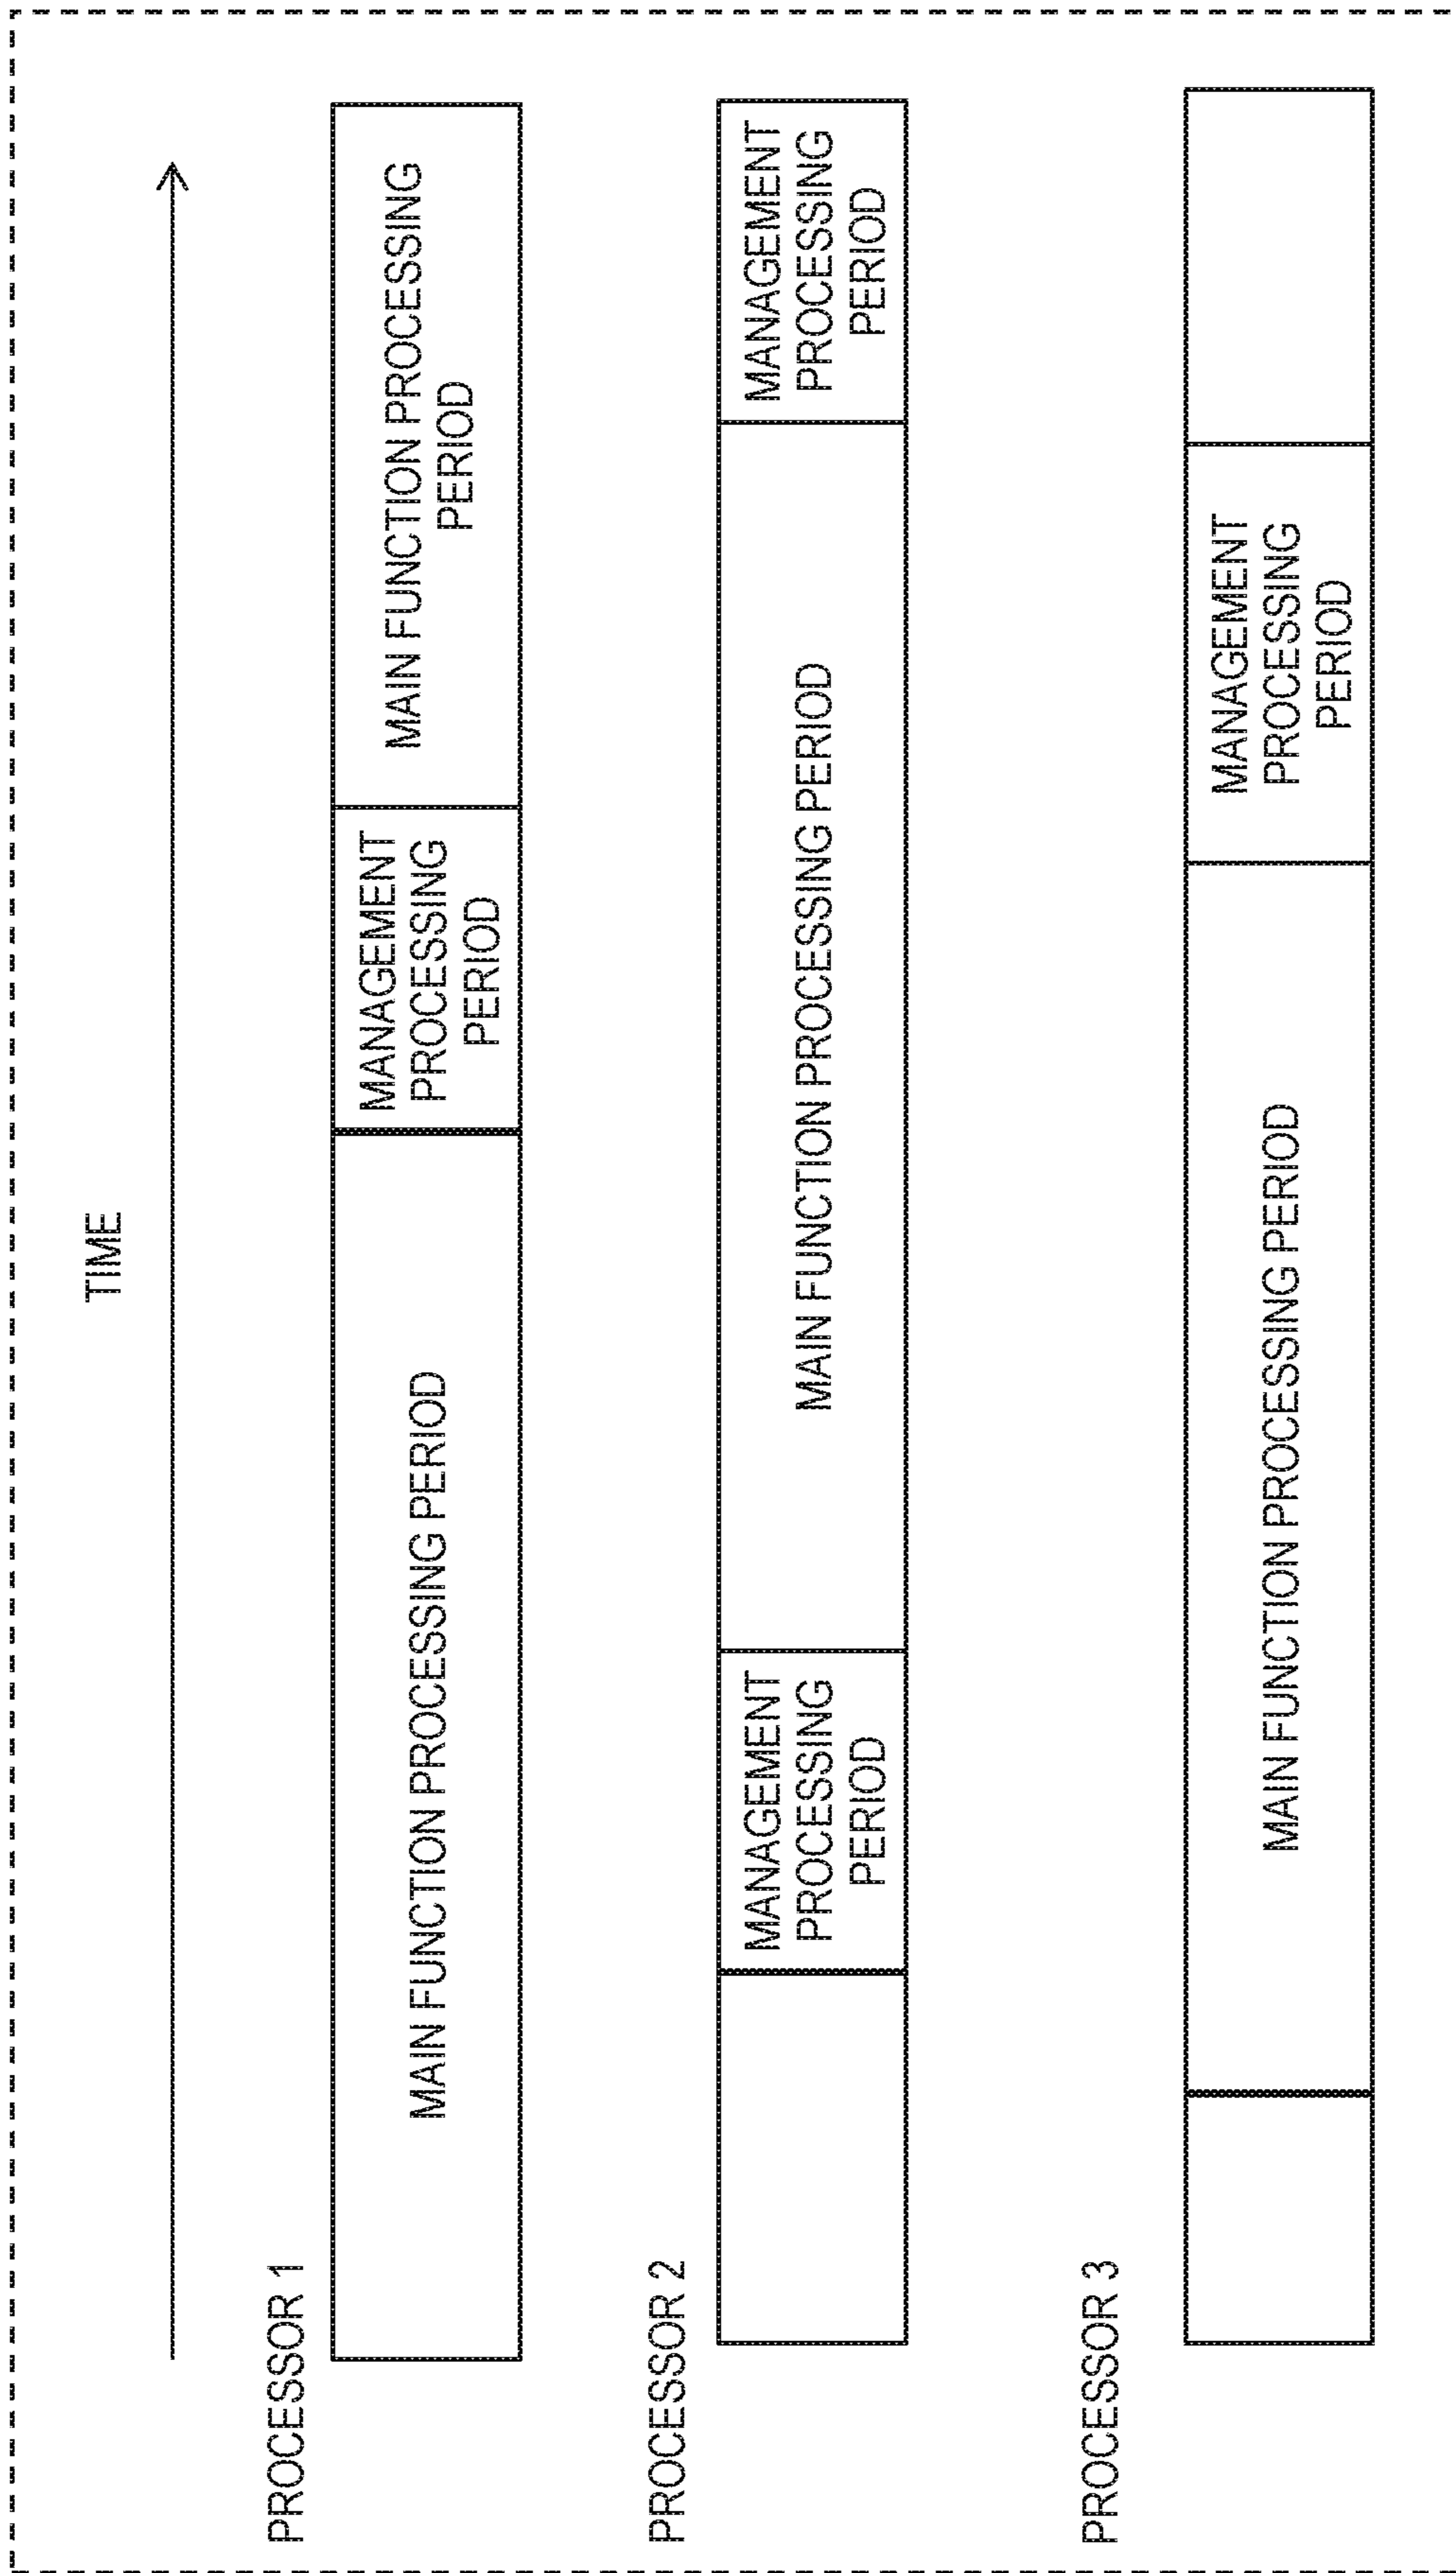 TIME
PROCESSOR 1
MAIN FUNCTION PROCESSING PERIOD
MANAGEMENT
PROCESSING
PERIOD
MAIN FUNCTION PROCESSING
PERIOD
PROCESSOR 2
MANAGEMENT
PROCESSING
PERIOD
MAIN FUNCTION PROCESSING PERIOD
MANAGEMENT
PROCESSING
PERIOD
PROCESSOR 3
MAIN FUNCTION PROCESSING PERIOD
MANAGEMENT
PROCESSING
PERIOD